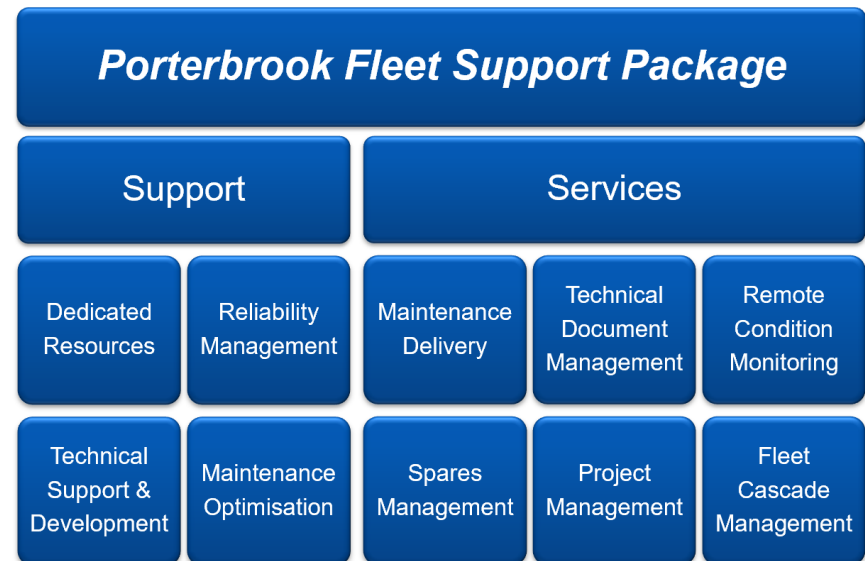 Porterbrook Fleet Support Package
Support
Services
Dedicated
Resources
Reliability
Management
Maintenance
Delivery
Technical
Document
Management
Remote
Condition
Monitoring
Technical
Support &
Development
Maintenance
Optimisation
Spares
Management
Project
Management
Fleet
Cascade
Management